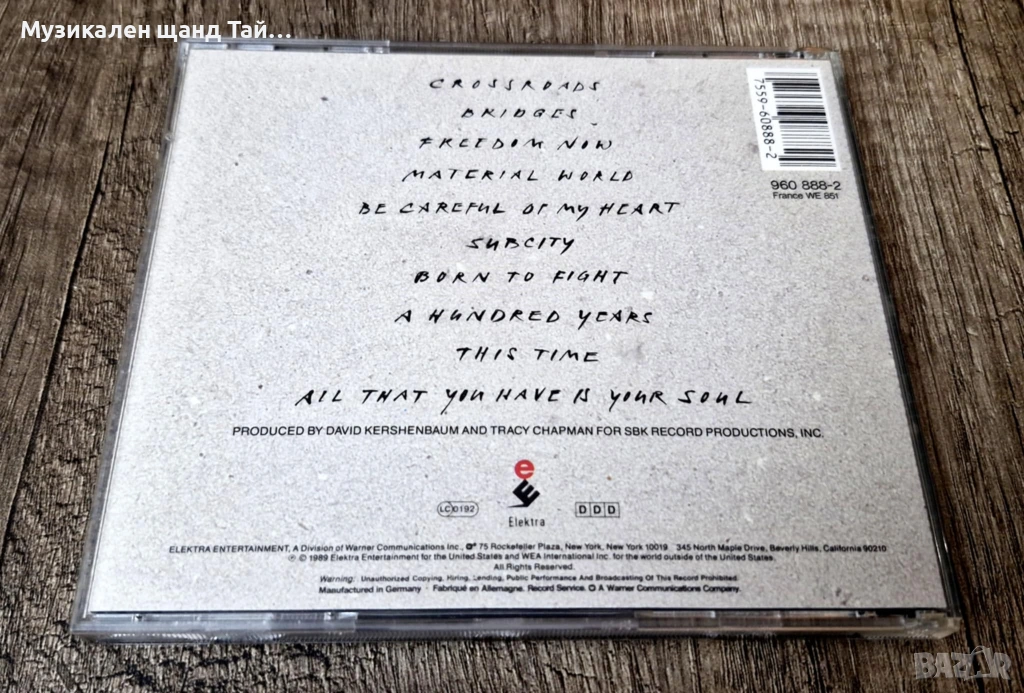 Музикален щанд Тай...
CROSSROADS
BRIDGES
FREEDOM NOW
MATERIAL WORLD
BE CAREFUL OF MY HEART
SUBCITY
BORN TO FIGHT
A HUNDRED YEARS
THIS TIME
ALL THAT YOU HAVE IS YOUR SOUL
7559-60888-2
960 888-2
France WE 851
PRODUCED BY DAVID KERSHENBAUM AND TRACY CHAPMAN FOR SBK RECORD PRODUCTIONS, INC.
e
LC 0192
Elektra
DDD
ELEKTRA ENTERTAINMENT, A Division of Warner Communications Inc., 75 Rockefeller Plaza, New York, New York 10019 345 North Maple Drive, Beverly Hills, California 90210
℗ © 1989 Elektra Entertainment for the United States and WEA International Inc. for the world outside of the United States.
All Rights Reserved.
Warning: Unauthorized Copying, Hiring, Lending, Public Performance And Broadcasting Of This Record Prohibited.
Manufactured in Germany · Fabriqué en Allemagne. Record Service. A Warner Communications Company.
BAZAR